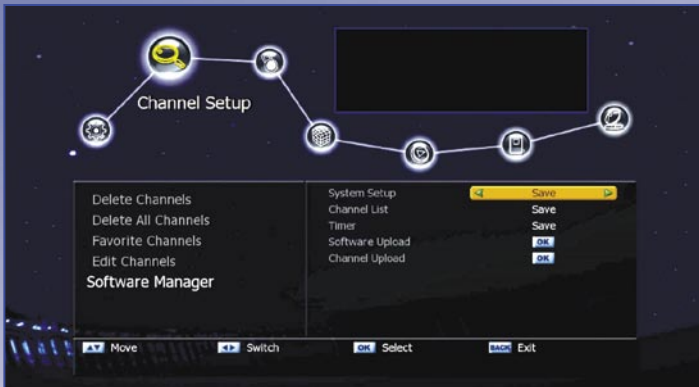 Channel Setup
Delete Channels
Delete All Channels
Favorite Channels
Edit Channels
Software Manager
System Setup Save
Channel List Save
Timer Save
Software Upload OK
Channel Upload OK
Move Switch OK Select BACK Exit